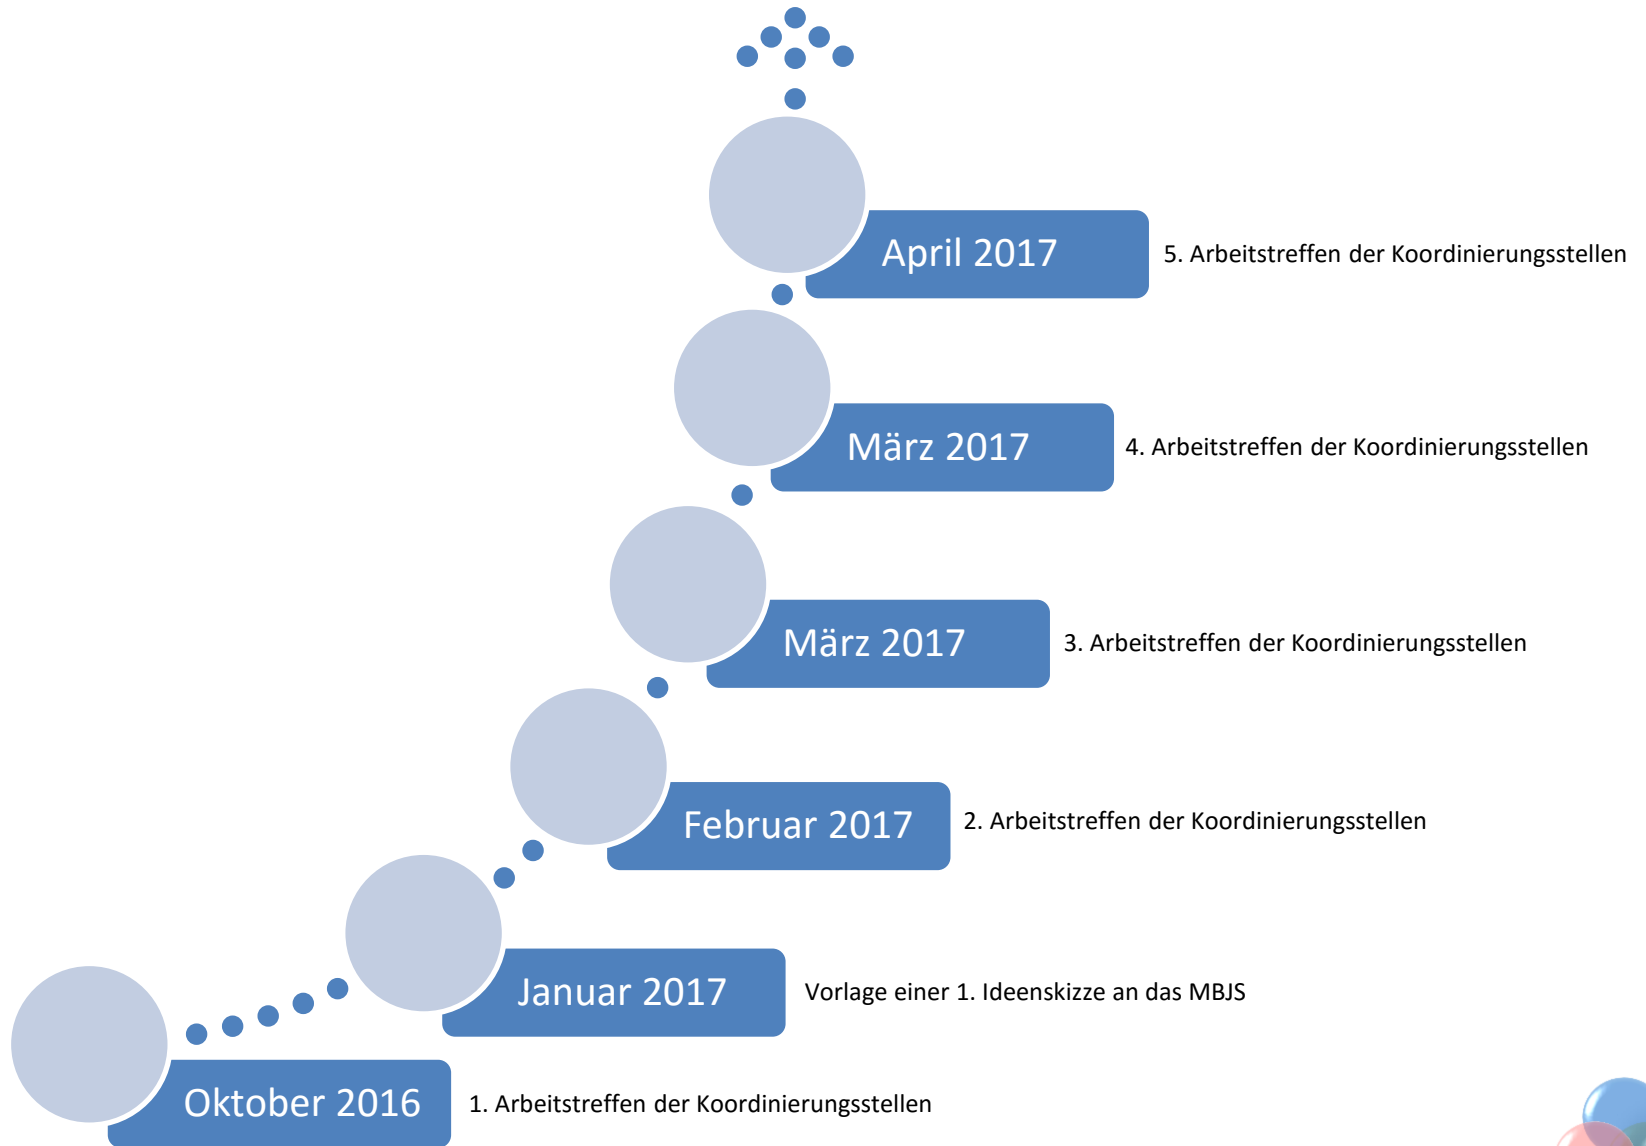 April 2017
5. Arbeitstreffen der Koordinierungsstellen
März 2017
4. Arbeitstreffen der Koordinierungsstellen
März 2017
3. Arbeitstreffen der Koordinierungsstellen
Februar 2017
2. Arbeitstreffen der Koordinierungsstellen
Januar 2017
Vorlage einer 1. Ideenskizze an das MBJS
Oktober 2016
1. Arbeitstreffen der Koordinierungsstellen